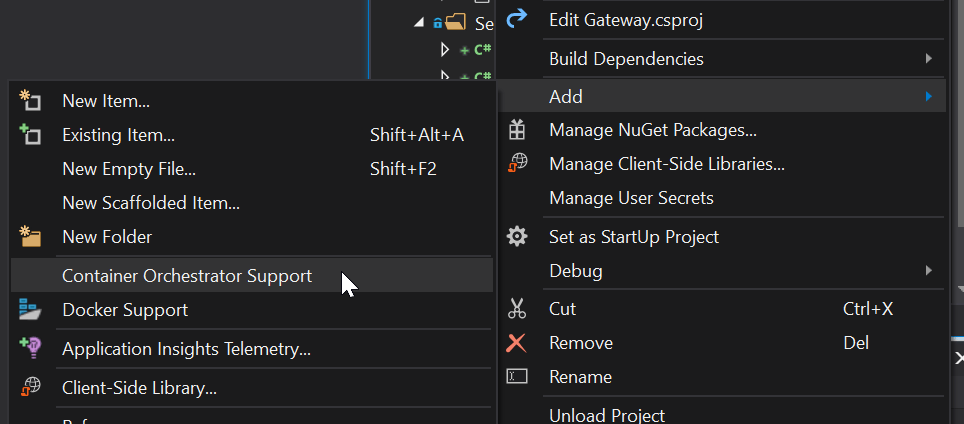 Se
C#
C#
Edit Gateway.csproj
Build Dependencies
Add
Manage NuGet Packages...
Manage Client-Side Libraries...
Manage User Secrets
Set as StartUp Project
Debug
Cut Ctrl+X
Remove Del
Rename
Unload Project
New Item...
Existing Item... Shift+Alt+A
New Empty File... Shift+F2
New Scaffolded Item...
New Folder
Container Orchestrator Support
Docker Support
Application Insights Telemetry...
Client-Side Library...